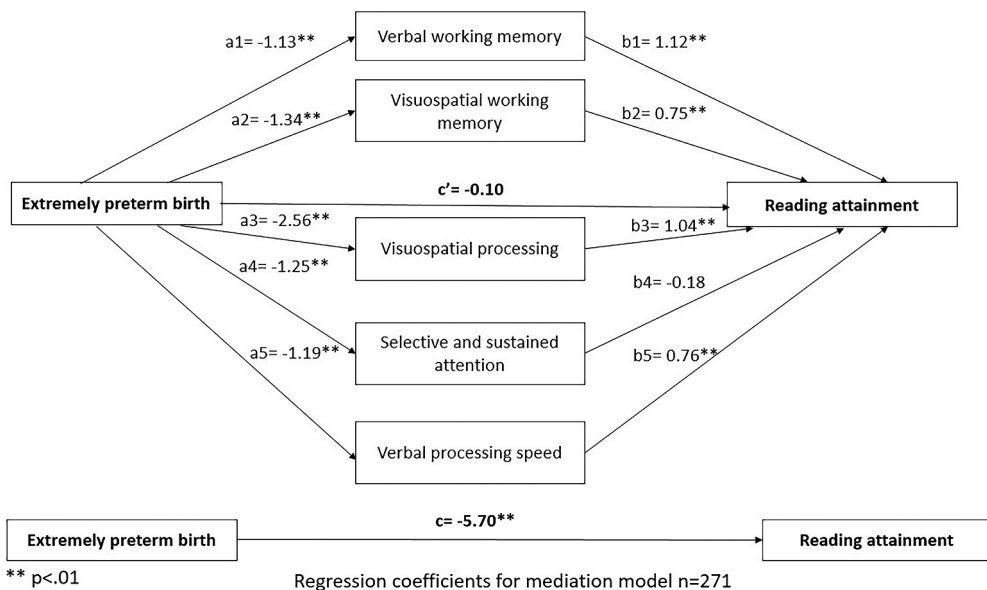 Verbal working memory
a1= -1.13**
b1= 1.12**
Visuospatial working
memory
a2= -1.34**
b2= 0.75**
Extremely preterm birth
c’= -0.10
Reading attainment
a3= -2.56**
Visuospatial processing
b3= 1.04**
a4= -1.25**
b4= -0.18
Selective and sustained
attention
a5= -1.19**
b5= 0.76**
Verbal processing speed
Extremely preterm birth
c= -5.70**
Reading attainment
** p<.01
Regression coefficients for mediation model n=271